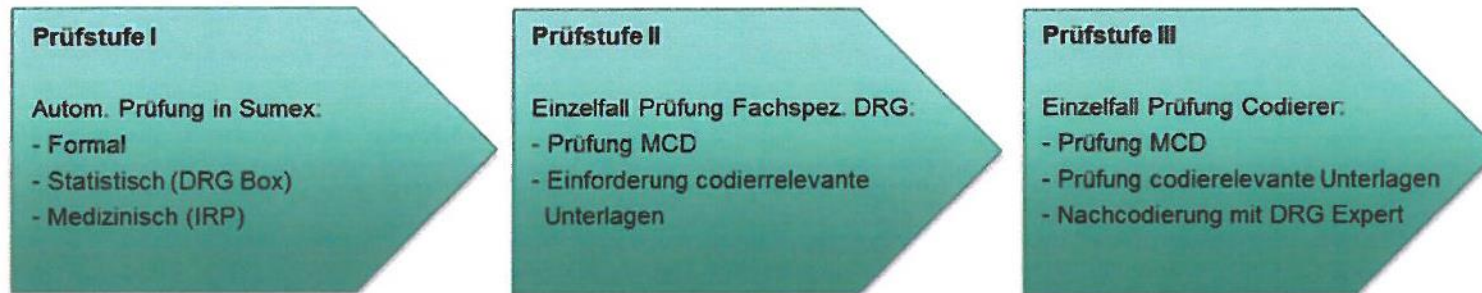 Prüfstufe I
Autom. Prüfung in Sumex:
- Formal
- Statistisch (DRG Box)
- Medizinisch (IRP)
Prüfstufe II
Einzelfall Prüfung Fachspez. DRG:
- Prüfung MCD
- Einforderung codierrelevante
Unterlagen
Prüfstufe III
Einzelfall Prüfung Codierer:
- Prüfung MCD
- Prüfung codierelevante Unterlagen
- Nachcodierung mit DRG Expert